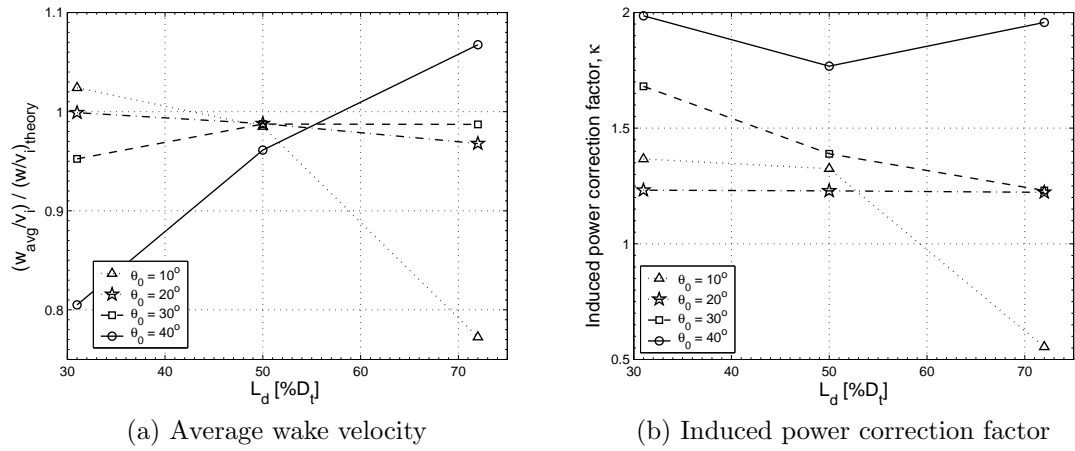 1.1
1
0.9
0.8
(w_avg/v_i) / (w/v_i)_theory
θ_0 = 10°
θ_0 = 20°
θ_0 = 30°
θ_0 = 40°
30 40 50 60 70
L_d [%D_t]
(a) Average wake velocity
2
1.5
1
0.5
Induced power correction factor, κ
θ_0 = 10°
θ_0 = 20°
θ_0 = 30°
θ_0 = 40°
30 40 50 60 70
L_d [%D_t]
(b) Induced power correction factor